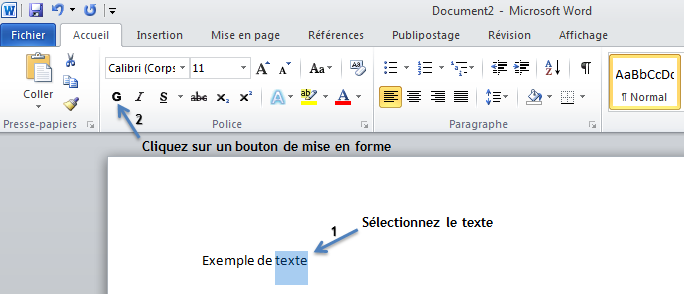 Document2 - Microsoft Word
Fichier Accueil Insertion Mise en page Références Publipostage Révision Affichage
Calibri (Corps 11 A A Aa AaBbCcDc
Coller G I S abc x₂ x² A ab A ¶ Normal
Presse-papiers Police Paragraphe
2
Cliquez sur un bouton de mise en forme
Sélectionnez le texte
1
Exemple de texte